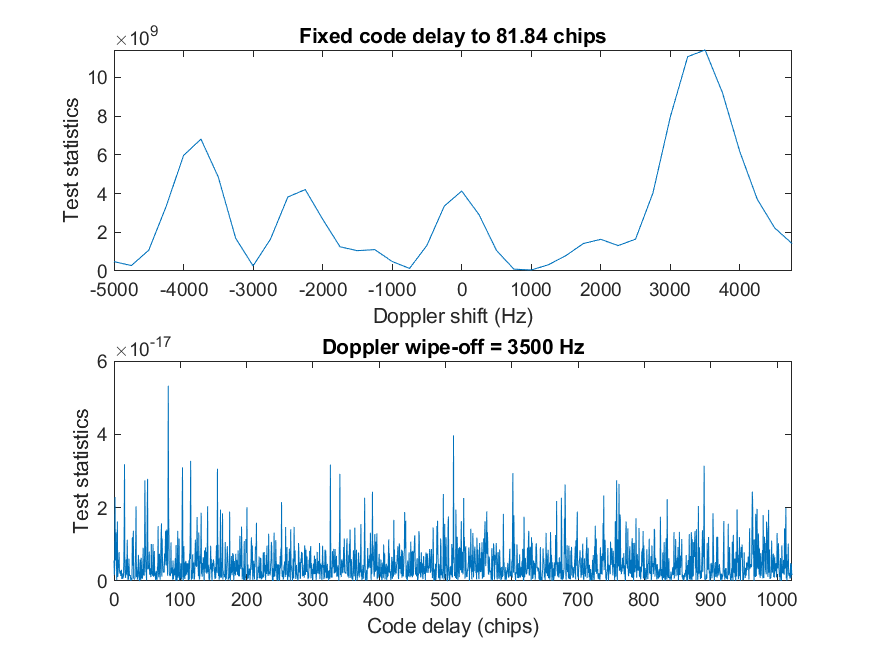 ×10^9
Fixed code delay to 81.84 chips
10
8
6
4
2
0
Test statistics
-5000 -4000 -3000 -2000 -1000 0 1000 2000 3000 4000
Doppler shift (Hz)
×10^-17
Doppler wipe-off = 3500 Hz
6
4
2
0
Test statistics
0 100 200 300 400 500 600 700 800 900 1000
Code delay (chips)